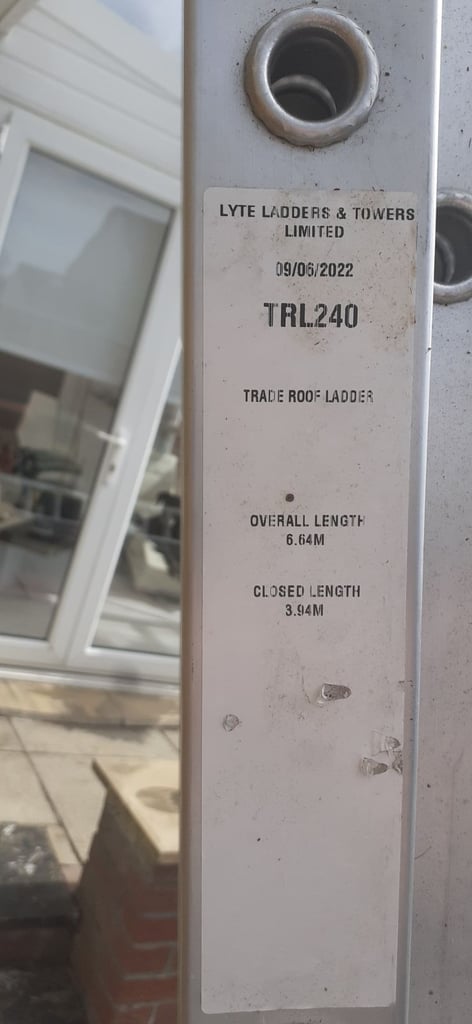 LYTE LADDERS & TOWERS
LIMITED
09/06/2022
TRL240
TRADE ROOF LADDER
OVERALL LENGTH
6.64M
CLOSED LENGTH
3.94M